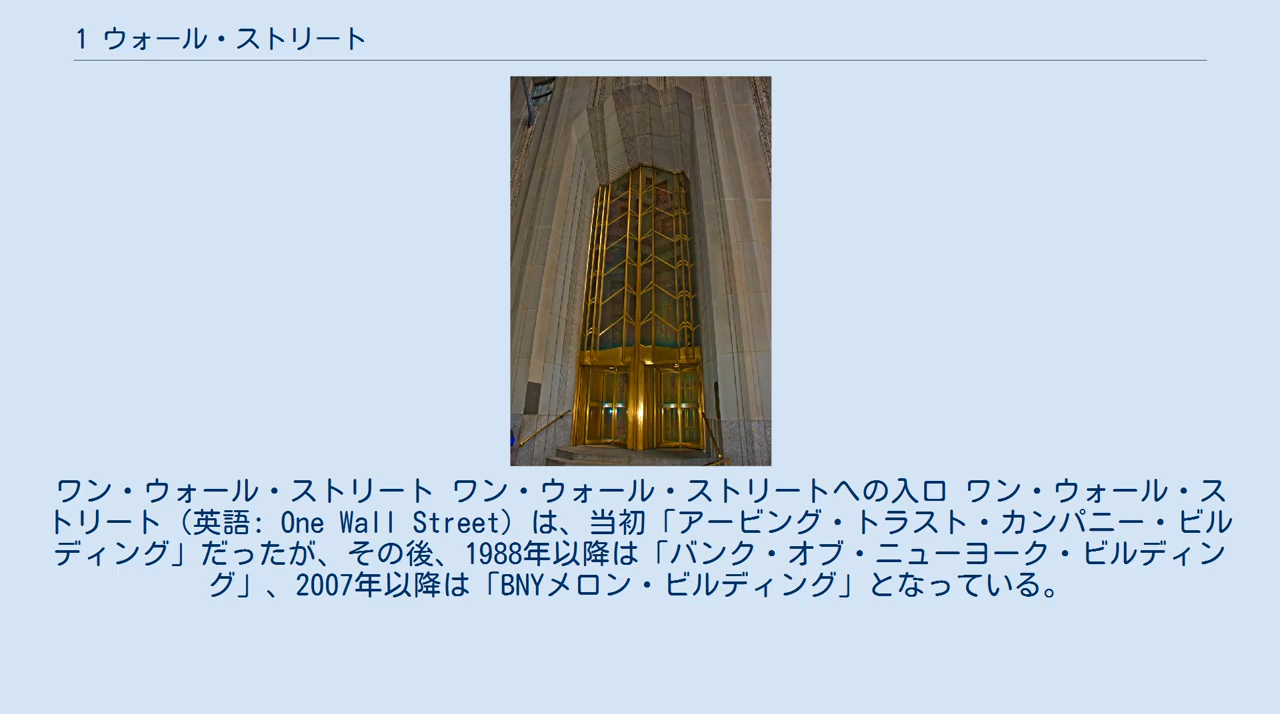 1 ウォール・ストリート
ワン・ウォール・ストリート ワン・ウォール・ストリートへの入口 ワン・ウォール・ス
トリート（英語: One Wall Street）は、当初「アービング・トラスト・カンパニー・ビル
ディング」だったが、その後、1988年以降は「バンク・オブ・ニューヨーク・ビルディン
グ」、2007年以降は「BNYメロン・ビルディング」となっている。